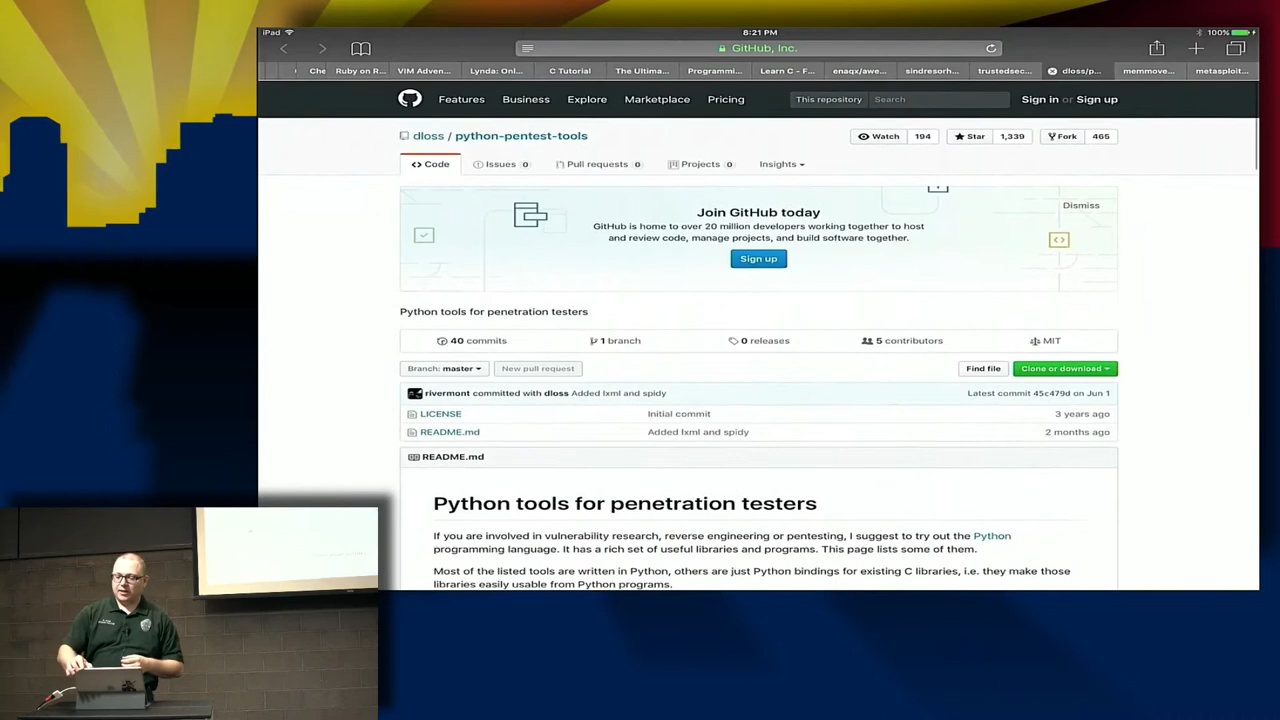 iPad 8:21 PM 100%
GitHub, Inc.
Che Ruby on R... VIM Adven... Lynda: Onl... C Tutorial The Ultima... Programmi... Learn C - F... enaqx/awe... sindresorh... trustedsec... dloss/p... memmove... metasploit...
Features Business Explore Marketplace Pricing This repository Search Sign in or Sign up
dloss / python-pentest-tools Watch 194 Star 1,339 Fork 465
Code Issues 0 Pull requests 0 Projects 0 Insights
Dismiss
Join GitHub today
GitHub is home to over 20 million developers working together to host
and review code, manage projects, and build software together.
Sign up
Python tools for penetration testers
40 commits 1 branch 0 releases 5 contributors MIT
Branch: master New pull request Find file Clone or download
rivermont committed with dloss Added lxml and spidy Latest commit 45c479d on Jun 1
LICENSE Initial commit 3 years ago
README.md Added lxml and spidy 2 months ago
README.md
Python tools for penetration testers
If you are involved in vulnerability research, reverse engineering or pentesting, I suggest to try out the Python
programming language. It has a rich set of useful libraries and programs. This page lists some of them.
Most of the listed tools are written in Python, others are just Python bindings for existing C libraries, i.e. they make those
libraries easily usable from Python programs.